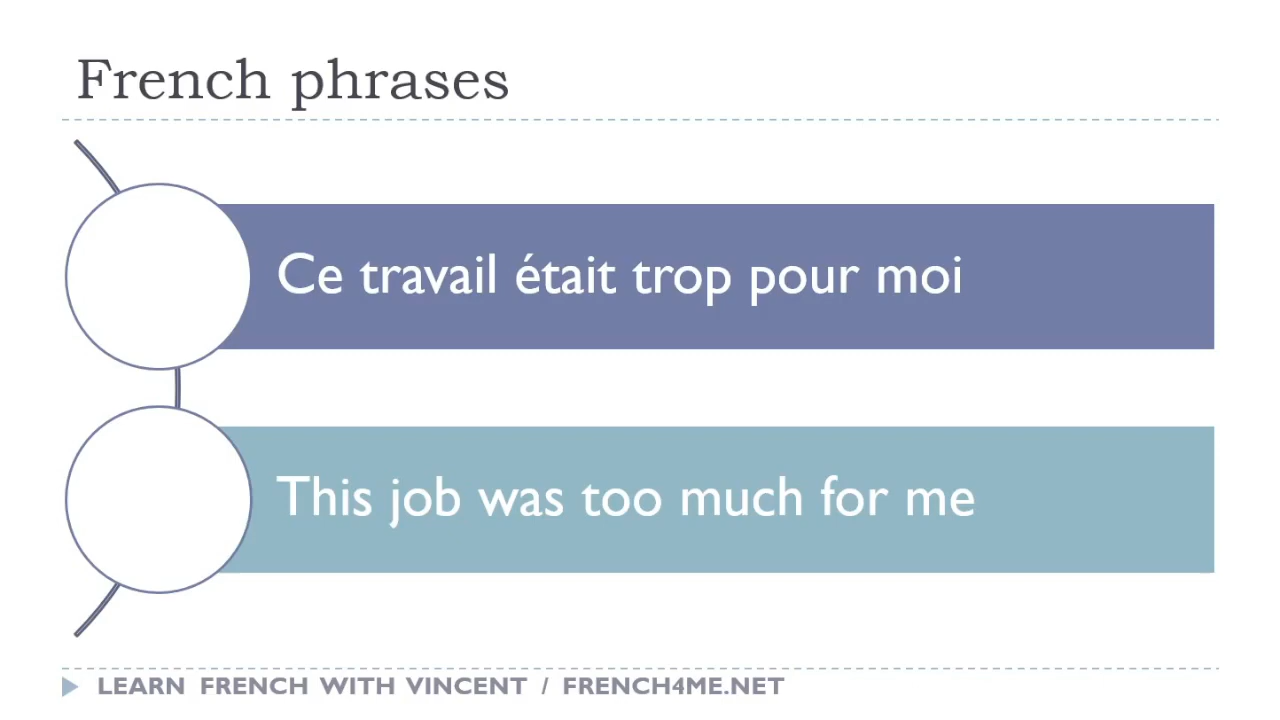 French phrases
Ce travail était trop pour moi
This job was too much for me
LEARN FRENCH WITH VINCENT / FRENCH4ME.NET